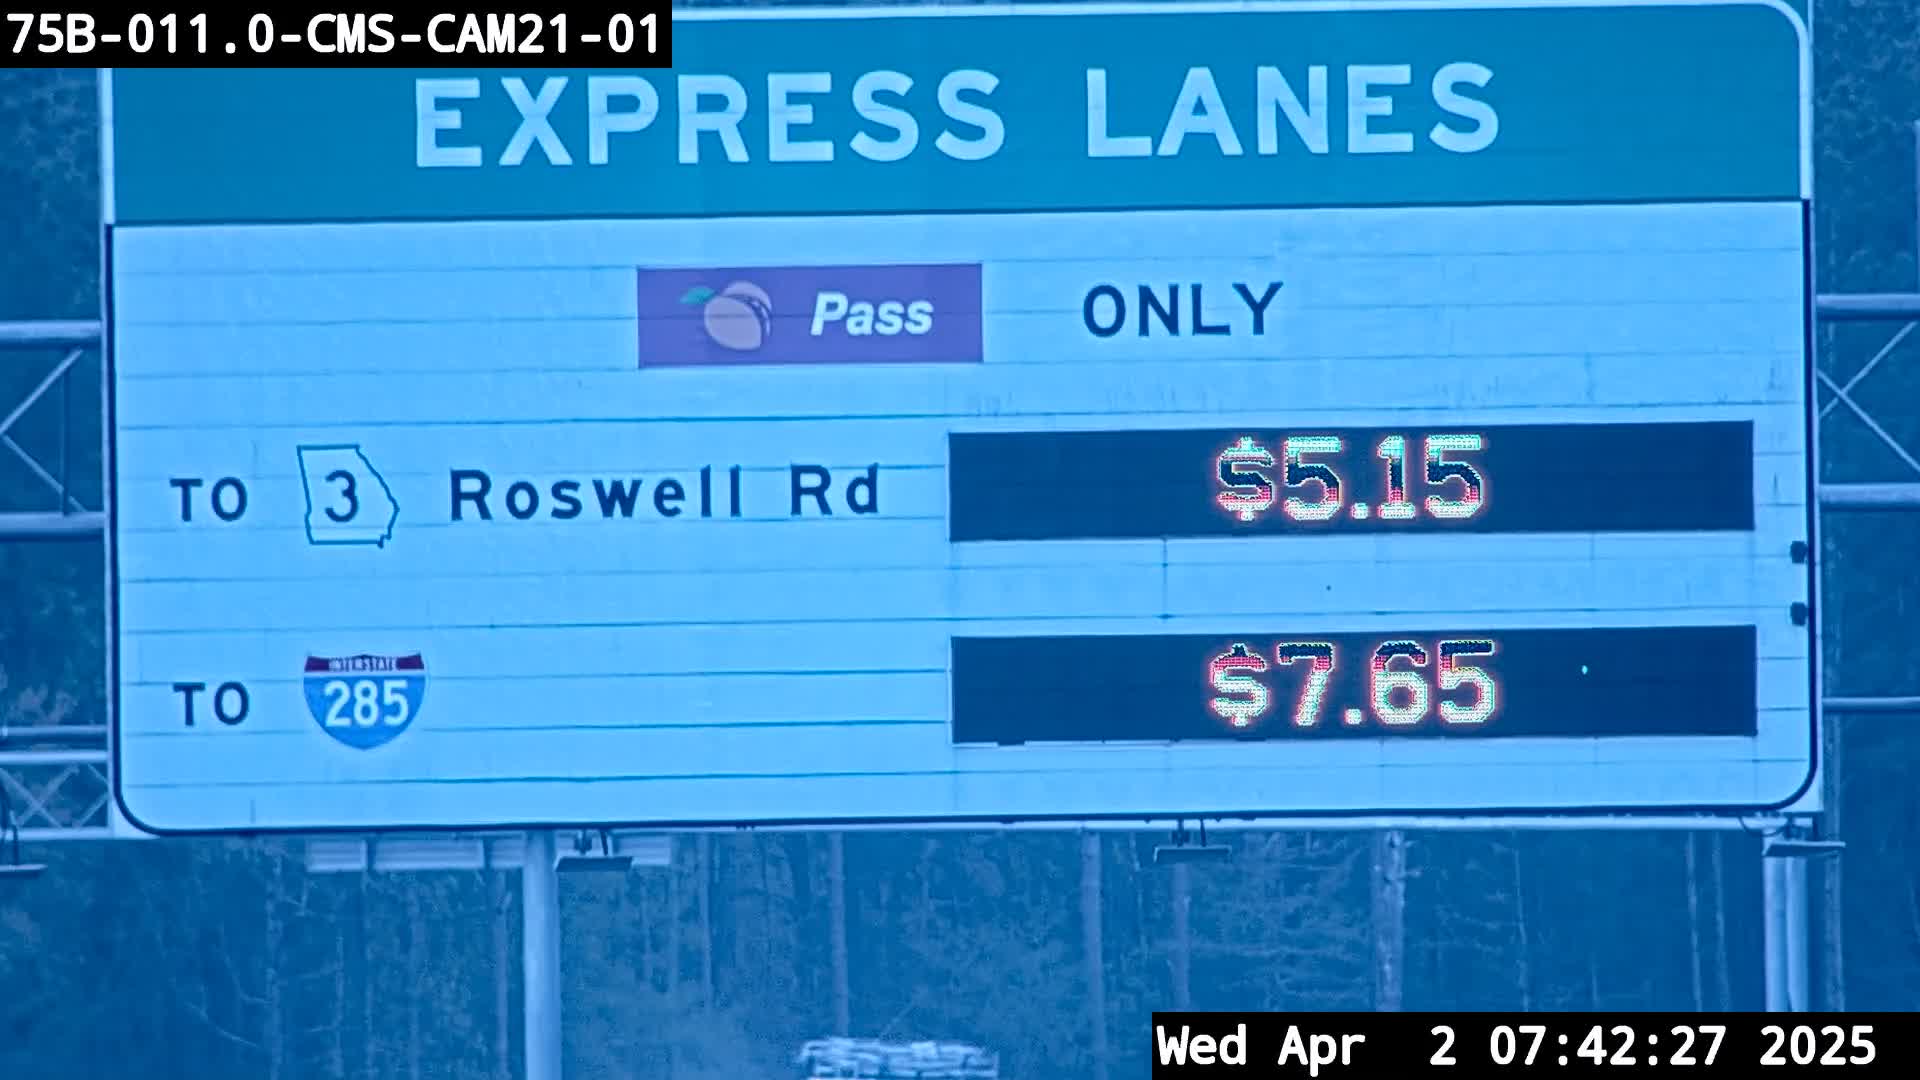 75B-011.0-CMS-CAM21-01
EXPRESS LANES
Pass ONLY
TO 3 Roswell Rd $5.15
INTERSTATE
TO 285 $7.65
Wed Apr 2 07:42:27 2025